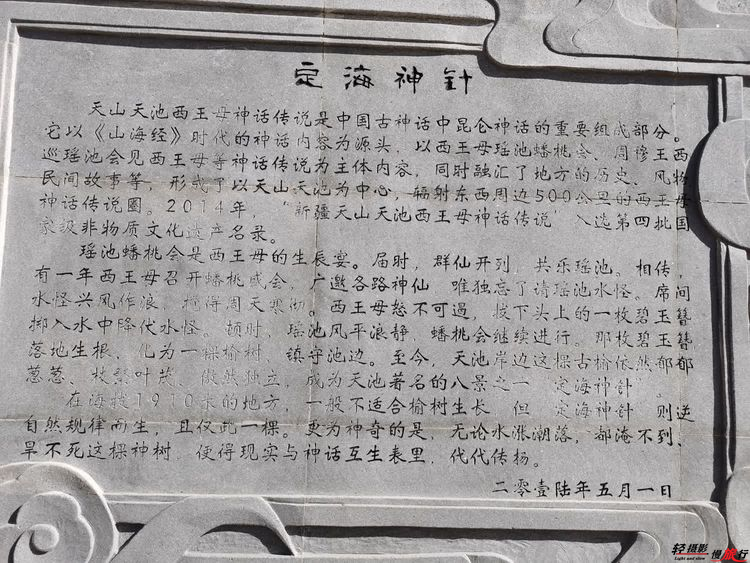 定海神针
天山天池西王母神话传说是中国古神话中昆仑神话的重要组成部分。
它以《山海经》时代的神话内容为源头，以西王母瑶池蟠桃会、周穆王西
巡瑶池会见西王母等神话传说为主体内容，同时融汇了地方的历史、风物
民间故事等，形成了以天山天池为中心，辐射东西周边500公里的西王母
神话传说圈。2014年，“新疆天山天池西王母神话传说”入选第四批国
家级非物质文化遗产名录。
瑶池蟠桃会是西王母的生辰宴。届时，群仙开列，共乐瑶池。相传，
有一年西王母召开蟠桃盛会，广邀各路神仙，唯独忘了请瑶池水怪。席间
水怪兴风作浪，搅得周天寒彻。西王母怒不可遏，拔下头上的一枚碧玉簪
掷入水中降伏水怪。顿时，瑶池风平浪静，蟠桃会继续进行。那枚碧玉簪
落地生根，化为一棵榆树，镇守池边。至今，天池岸边这棵古榆依然郁郁
葱葱、枝繁叶茂、傲然独立，成为天池著名的八景之一“定海神针”。
在海拔1910米的地方，一般不适合榆树生长，但“定海神针”则逆
自然规律而生，且仅此一棵。更为神奇的是，无论水涨潮落，都淹不到、
旱不死这棵神树，使得现实与神话互生表里，代代传扬。
二零壹陆年五月一日
轻摄影
Light and slow
慢旅行